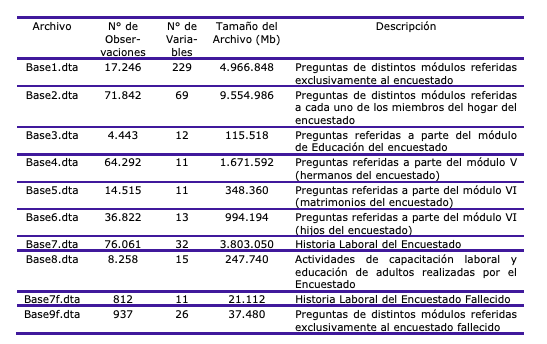 Archivo N° de Observaciones N° de Variables Tamaño del Archivo (Mb) Descripción
Base1.dta 17.246 229 4.966.848 Preguntas de distintos módulos referidas
exclusivamente al encuestado
Base2.dta 71.842 69 9.554.986 Preguntas de distintos módulos referidas
a cada uno de los miembros del hogar del
encuestado
Base3.dta 4.443 12 115.518 Preguntas referidas a parte del módulo
de Educación del encuestado
Base4.dta 64.292 11 1.671.592 Preguntas referidas a parte del módulo V
(hermanos del encuestado)
Base5.dta 14.515 11 348.360 Preguntas referidas a parte del módulo VI
(matrimonios del encuestado)
Base6.dta 36.822 13 994.194 Preguntas referidas a parte del módulo VI
(hijos del encuestado)
Base7.dta 76.061 32 3.803.050 Historia Laboral del Encuestado
Base8.dta 8.258 15 247.740 Actividades de capacitación laboral y
educación de adultos realizadas por el
Encuestado
Base7f.dta 812 11 21.112 Historia Laboral del Encuestado Fallecido
Base9f.dta 937 26 37.480 Preguntas de distintos módulos referidas
exclusivamente al encuestado fallecido